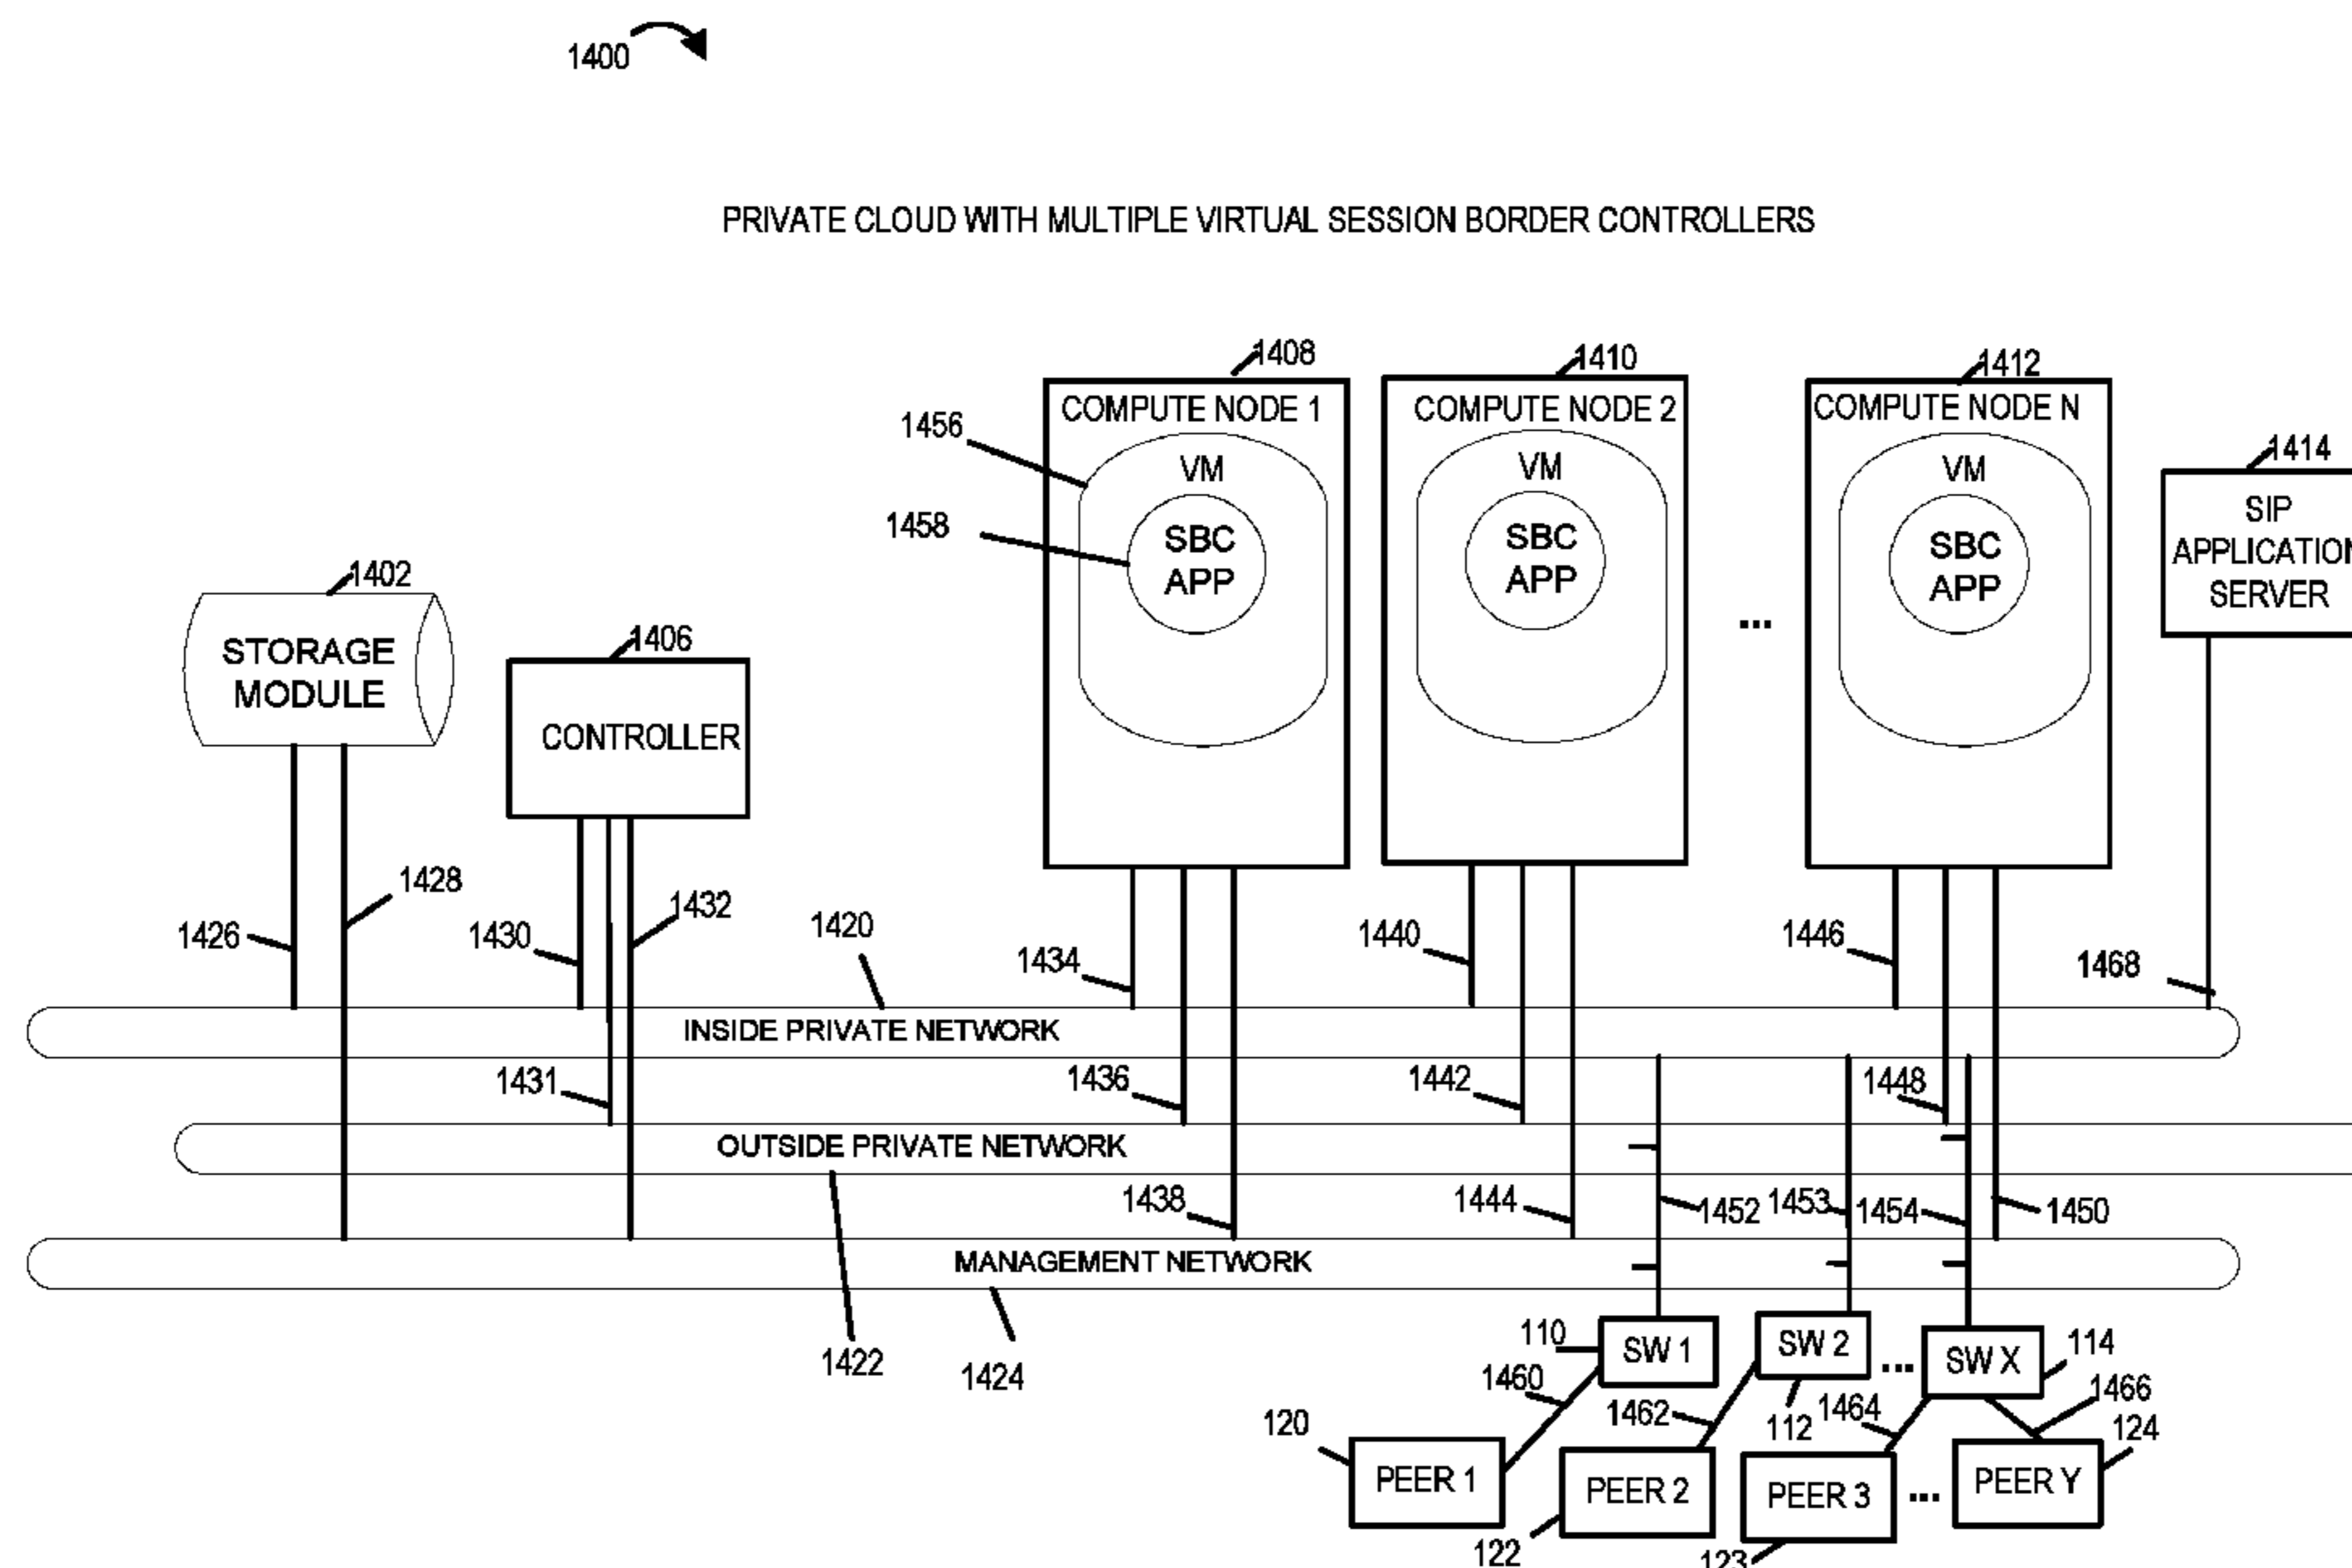 1400
PRIVATE CLOUD WITH MULTIPLE VIRTUAL SESSION BORDER CONTROLLERS
1408
1410
1412
COMPUTE NODE 1
COMPUTE NODE 2
COMPUTE NODE N
1456
1414
VM
VM
VM
1458
SBC
APP
SBC
APP
SBC
APP
SIP
APPLICATION
SERVER
1402
STORAGE
MODULE
...
1406
CONTROLLER
1428
1432
1426
1430
1420
1434
1440
1446
1468
INSIDE PRIVATE NETWORK
1431
1436
1442
1448
OUTSIDE PRIVATE NETWORK
1438
1444
1452
1453
1454
1450
MANAGEMENT NETWORK
1422
1424
110
SW 1
SW 2
...
SW X
114
1460
1462
112
1464
1466
120
124
PEER 1
PEER 2
PEER 3
...
PEER Y
122
123